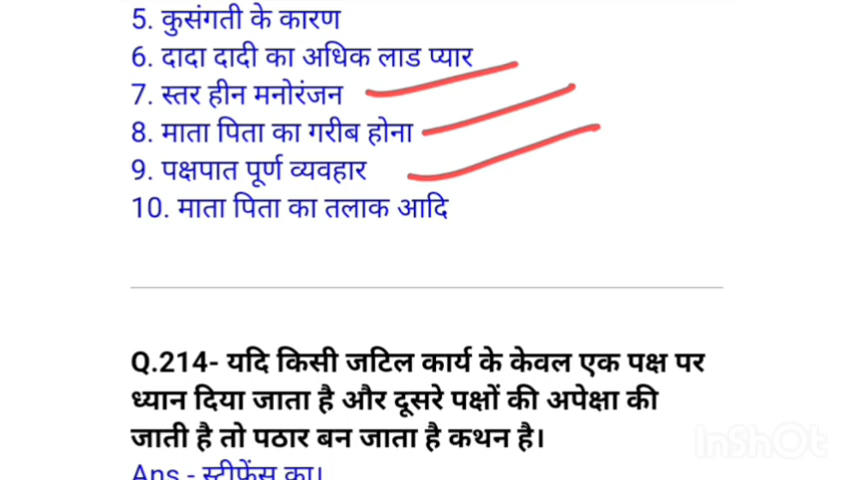 5. कुसंगती के कारण
6. दादा दादी का अधिक लाड प्यार
7. स्तर हीन मनोरंजन
8. माता पिता का गरीब होना
9. पक्षपात पूर्ण व्यवहार
10. माता पिता का तलाक आदि
Q.214- यदि किसी जटिल कार्य के केवल एक पक्ष पर
ध्यान दिया जाता है और दूसरे पक्षों की अपेक्षा की
जाती है तो पठार बन जाता है कथन है।
InShOt
Ans - स्टीफेंस का।